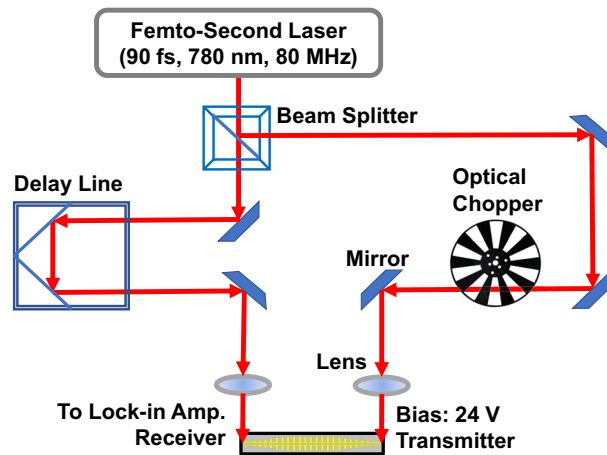 Femto-Second Laser
(90 fs, 780 nm, 80 MHz)
Beam Splitter
Delay Line
Optical
Chopper
Mirror
Lens
To Lock-in Amp.
Receiver
Bias: 24 V
Transmitter